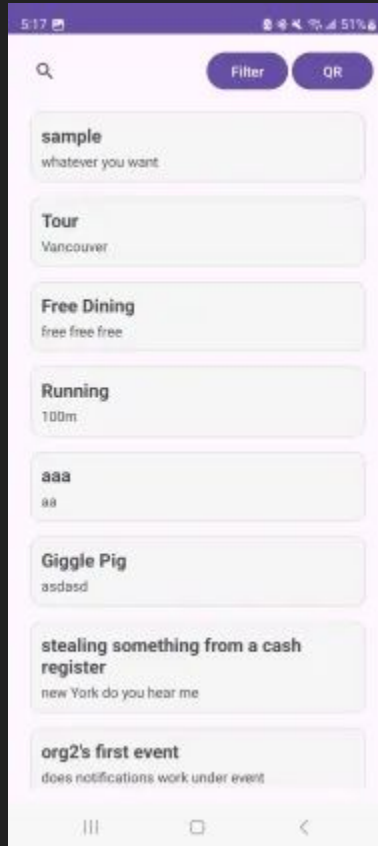 5:17
51%
Filter
QR
sample
whatever you want
Tour
Vancouver
Free Dining
free free free
Running
100m
aaa
aa
Giggle Pig
asdasd
stealing something from a cash
register
new York do you hear me
org2's first event
does notifications work under event